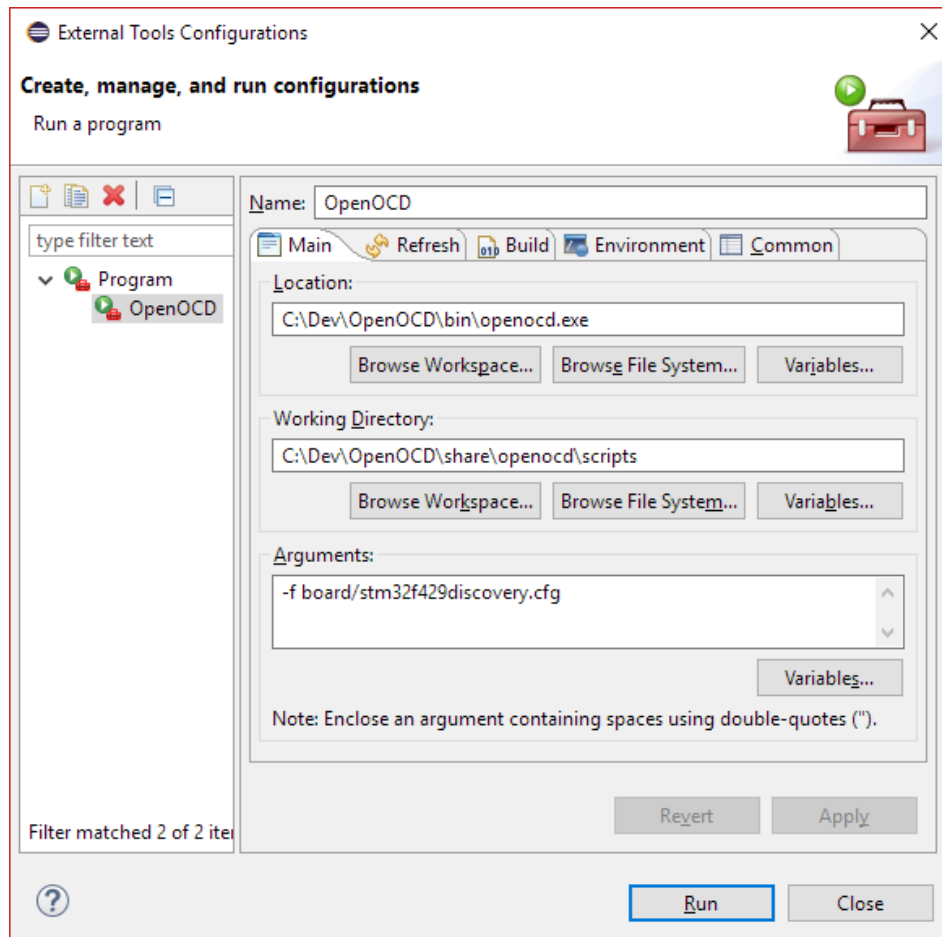 External Tools Configurations
Create, manage, and run configurations
Run a program
type filter text
Program
OpenOCD
Filter matched 2 of 2
Name: OpenOCD
Main Refresh Build Environment Common
Location:
C:\Dev\OpenOCD\bin\openocd.exe
Browse Workspace... Browse File System... Variables...
Working Directory:
C:\Dev\OpenOCD\share\openocd\scripts
Browse Workspace... Browse File System... Variables...
Arguments:
-f board/stm32f429discovery.cfg
Variables...
Note: Enclose an argument containing spaces using double-quotes (").
Revert Apply
Run Close